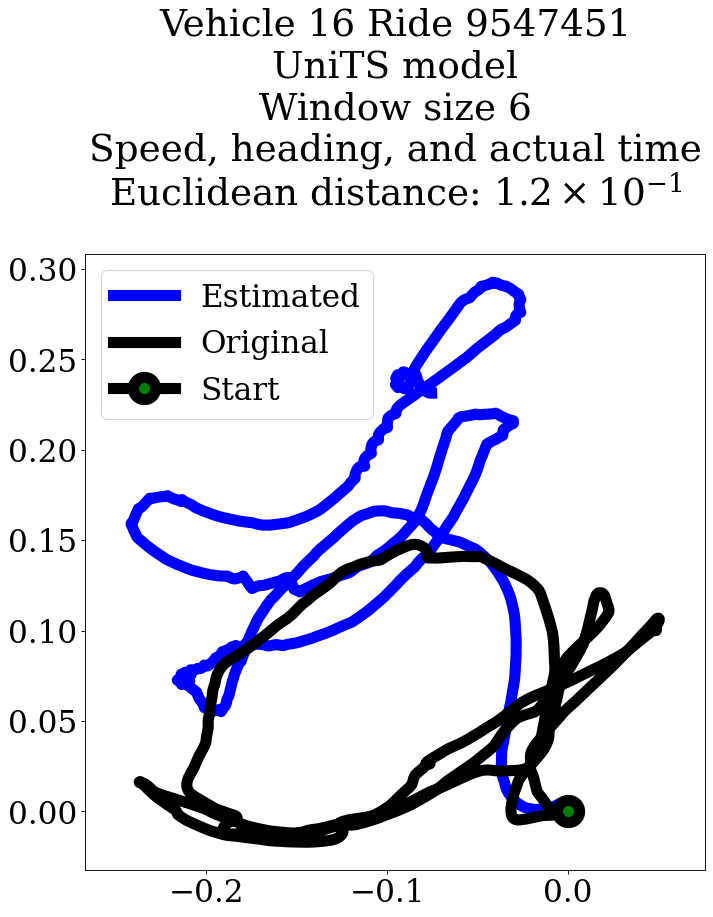 Vehicle 16 Ride 9547451
UniTS model
Window size 6
Speed, heading, and actual time
Euclidean distance: 1.2 × 10⁻¹
0.30
0.25
0.20
0.15
0.10
0.05
0.00
Estimated
Original
Start
−0.2
−0.1
0.0